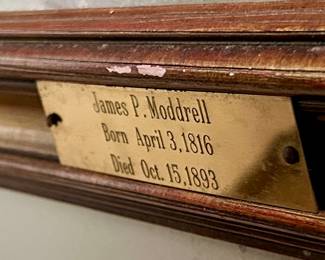 James P. Moddrell
Born April 3, 1816
Died Oct. 15, 1893